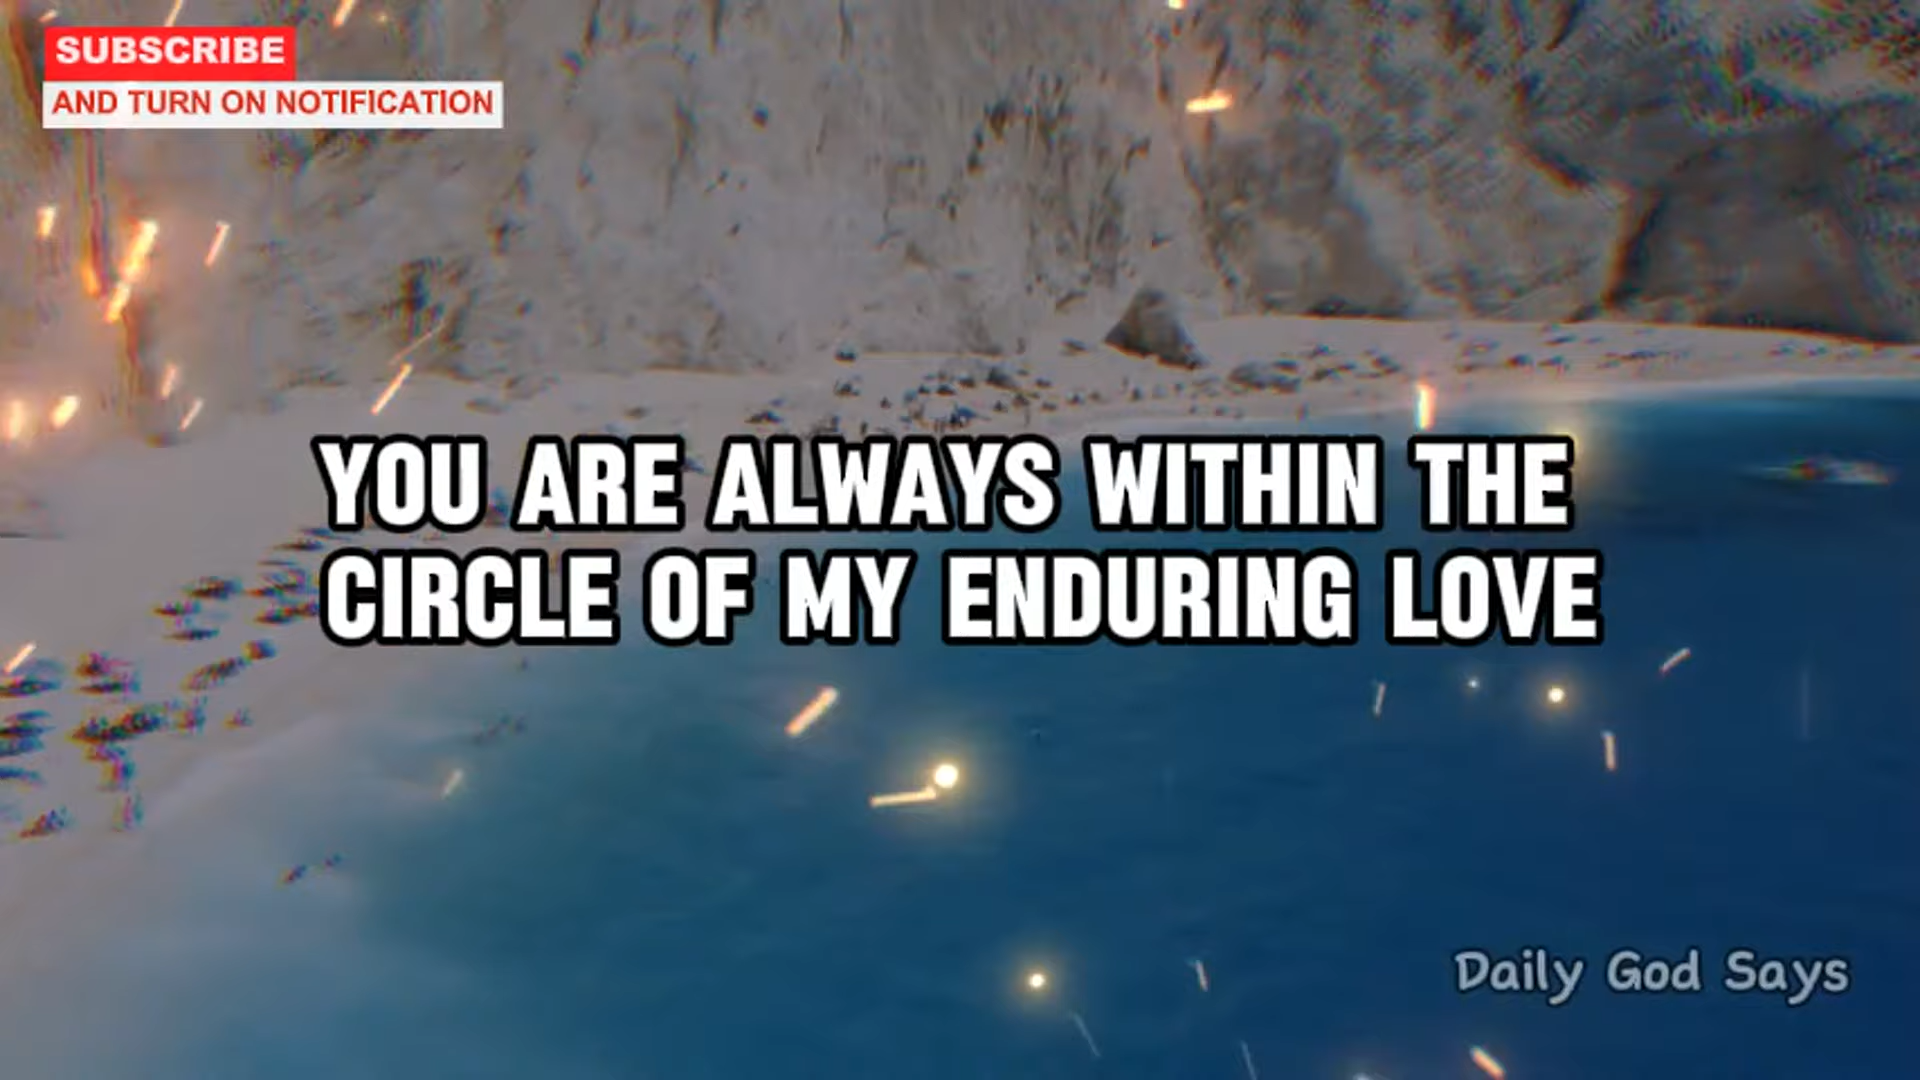 SUBSCRIBE
AND TURN ON NOTIFICATION
YOU ARE ALWAYS WITHIN THE
CIRCLE OF MY ENDURING LOVE
Daily God Says